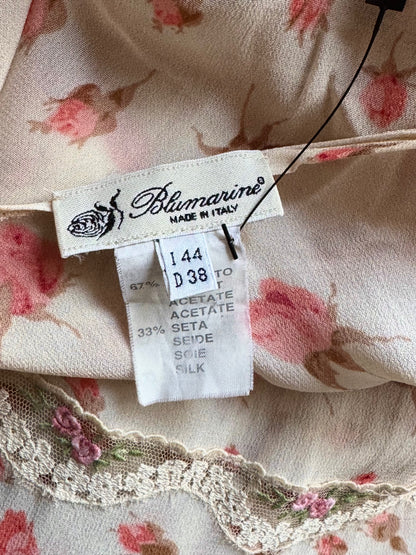 Blumarine®
MADE IN ITALY
I 44
D 38
67%
ACETATE
ACETATE
33% SETA
SEIDE
SOIE
SILK